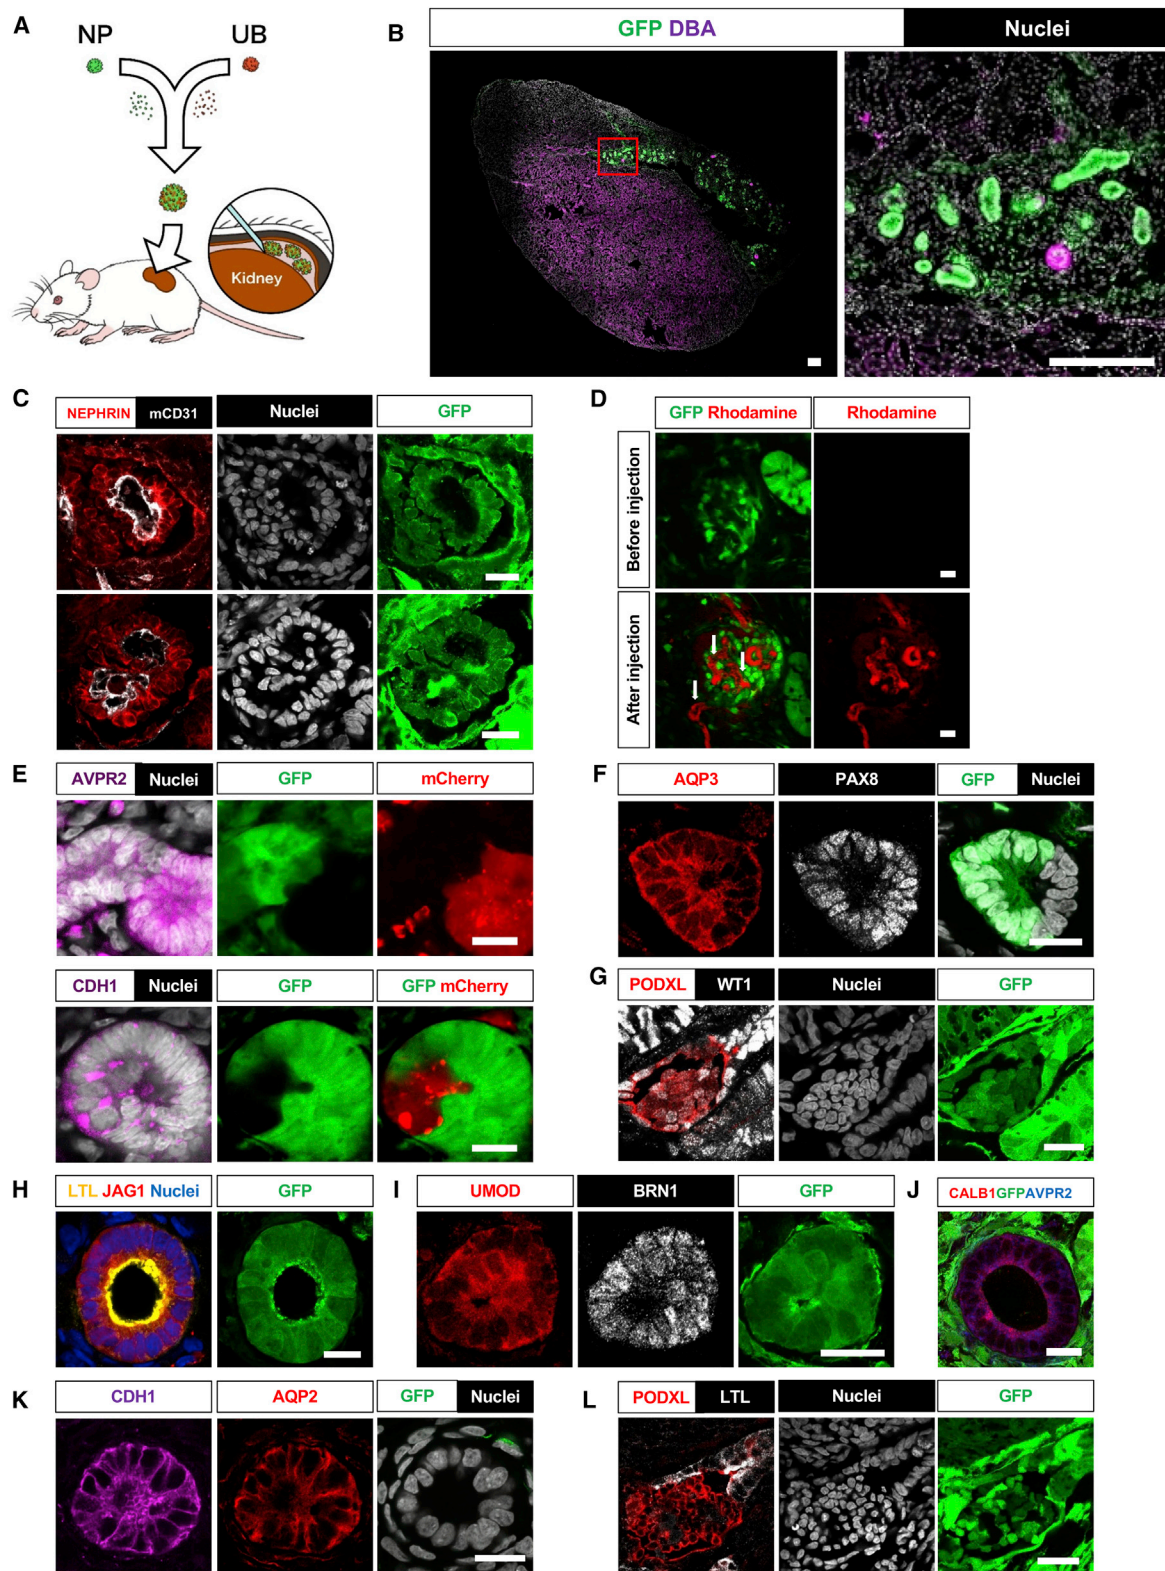 A
NP
UB
Kidney
B
GFP DBA
Nuclei
C
NEPHRIN
mCD31
Nuclei
GFP
D
GFP Rhodamine
Rhodamine
Before injection
After injection
E
AVPR2
Nuclei
GFP
mCherry
CDH1
Nuclei
GFP
GFP mCherry
F
AQP3
PAX8
GFP
Nuclei
G
PODXL
WT1
Nuclei
GFP
H
LTL JAG1 Nuclei
GFP
I
UMOD
BRN1
GFP
J
CALB1GFPAVPR2
K
CDH1
AQP2
GFP
Nuclei
L
PODXL
LTL
Nuclei
GFP